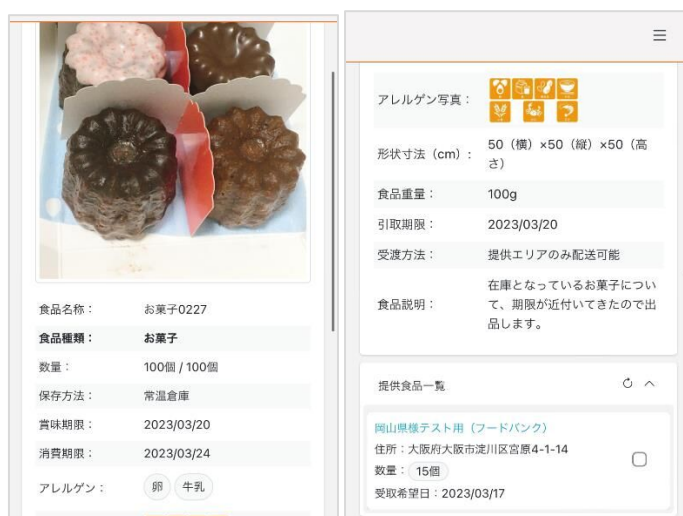 食品名称： お菓子0227
食品種類： お菓子
数量： 100個 / 100個
保存方法： 常温倉庫
賞味期限： 2023/03/20
消費期限： 2023/03/24
アレルゲン： 卵 牛乳
アレルゲン写真：
形状寸法（cm）: 50（横）×50（縦）×50（高
さ）
食品重量： 100g
引取期限： 2023/03/20
受渡方法： 提供エリアのみ配送可能
食品説明： 在庫となっているお菓子につい
て、期限が近付いてきたので出
品します。
提供食品一覧
岡山県様テスト用（フードバンク）
住所：大阪府大阪市淀川区宮原4-1-14
数量： 15個
受取希望日：2023/03/17